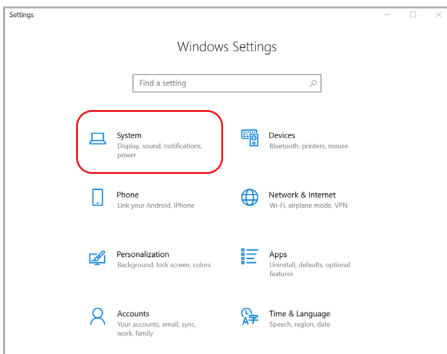 Settings
Windows Settings
Find a setting
System
Display, sound, notifications,
power
Devices
Bluetooth, printers, mouse
Phone
Link your Android, iPhone
Network & Internet
Wi-Fi, airplane mode, VPN
Personalization
Background, lock screen, colors
Apps
Uninstall, defaults, optional
features
Accounts
Your accounts, email, sync,
work, family
Time & Language
Speech, region, date